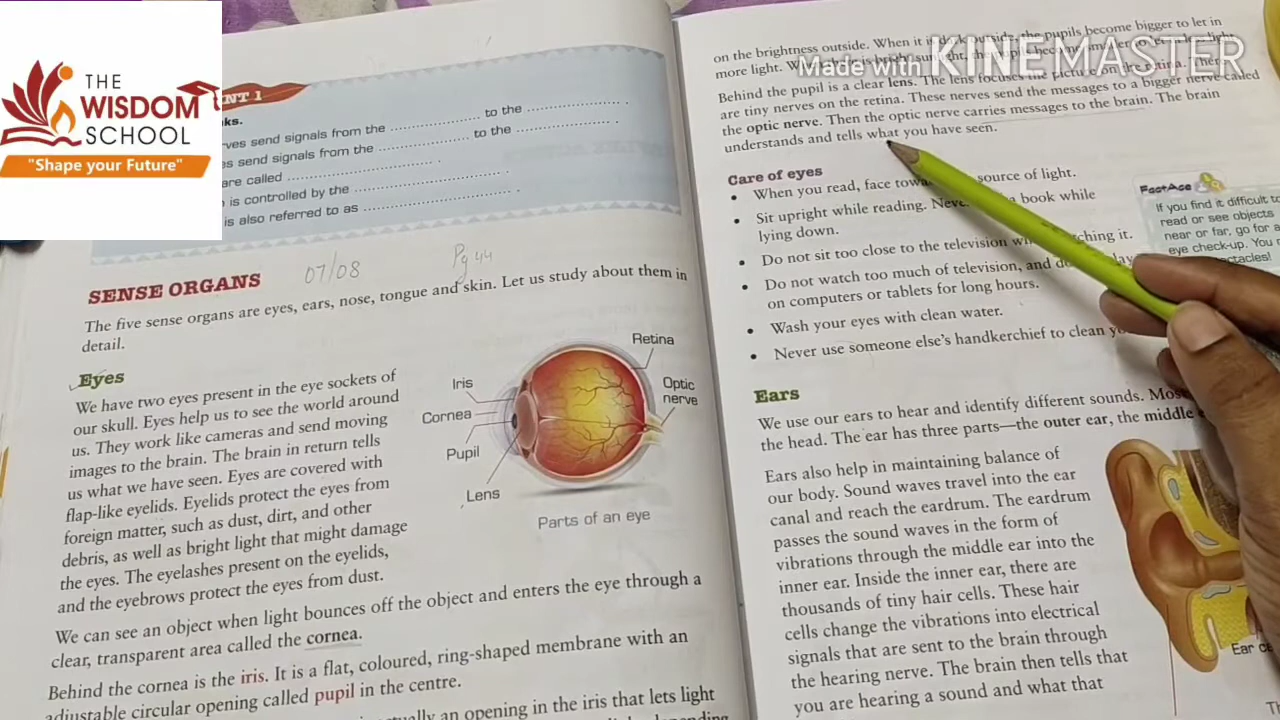 THE
WISDOM
SCHOOL
"Shape your Future"
NT 1
ks.
rves send signals from the ........................ to the ........................ .
es send signals from the ........................ to the ........................ .
are called ........................ .
is controlled by the ........................ .
is also referred to as ........................ .
SENSE ORGANS
07/08
Pg 44
The five sense organs are eyes, ears, nose, tongue and skin. Let us study about them in
detail.
Eyes
We have two eyes present in the eye sockets of
our skull. Eyes help us to see the world around
us. They work like cameras and send moving
images to the brain. The brain in return tells
us what we have seen. Eyes are covered with
flap-like eyelids. Eyelids protect the eyes from
foreign matter, such as dust, dirt, and other
debris, as well as bright light that might damage
the eyes. The eyelashes present on the eyelids,
and the eyebrows protect the eyes from dust.
Iris
Cornea
Pupil
Lens
Retina
Optic
nerve
Parts of an eye
We can see an object when light bounces off the object and enters the eye through a
clear, transparent area called the cornea.
Behind the cornea is the iris. It is a flat, coloured, ring-shaped membrane with an
adjustable circular opening called pupil in the centre.
an opening in the iris that lets light
Made with KINEMASTER
on the brightness outside. When it is dark outside, the pupils become bigger to let in
more light.
Behind the pupil is a clear lens. The lens focuses the picture on the retina. There
are tiny nerves on the retina. These nerves send the messages to a bigger nerve called
the optic nerve. Then the optic nerve carries messages to the brain. The brain
understands and tells what you have seen.
Care of eyes
• When you read, face source of light.
• Sit upright while reading. a book while
lying down.
• Do not sit too close to the television watching it.
• Do not watch too much of television, and
on computers or tablets for long hours.
• Wash your eyes with clean water.
• Never use someone else's handkerchief to clean
Fact Ace
If you find it difficult to
read or see objects
near or far, go for a
eye check-up. You
spectacles!
Ears
We use our ears to hear and identify different sounds.
the head. The ear has three parts—the outer ear, the middle
Ears also help in maintaining balance of
our body. Sound waves travel into the ear
canal and reach the eardrum. The eardrum
passes the sound waves in the form of
vibrations through the middle ear into the
inner ear. Inside the inner ear, there are
thousands of tiny hair cells. These hair
cells change the vibrations into electrical
signals that are sent to the brain through
the hearing nerve. The brain then tells that
you are hearing a sound and what that
Ear